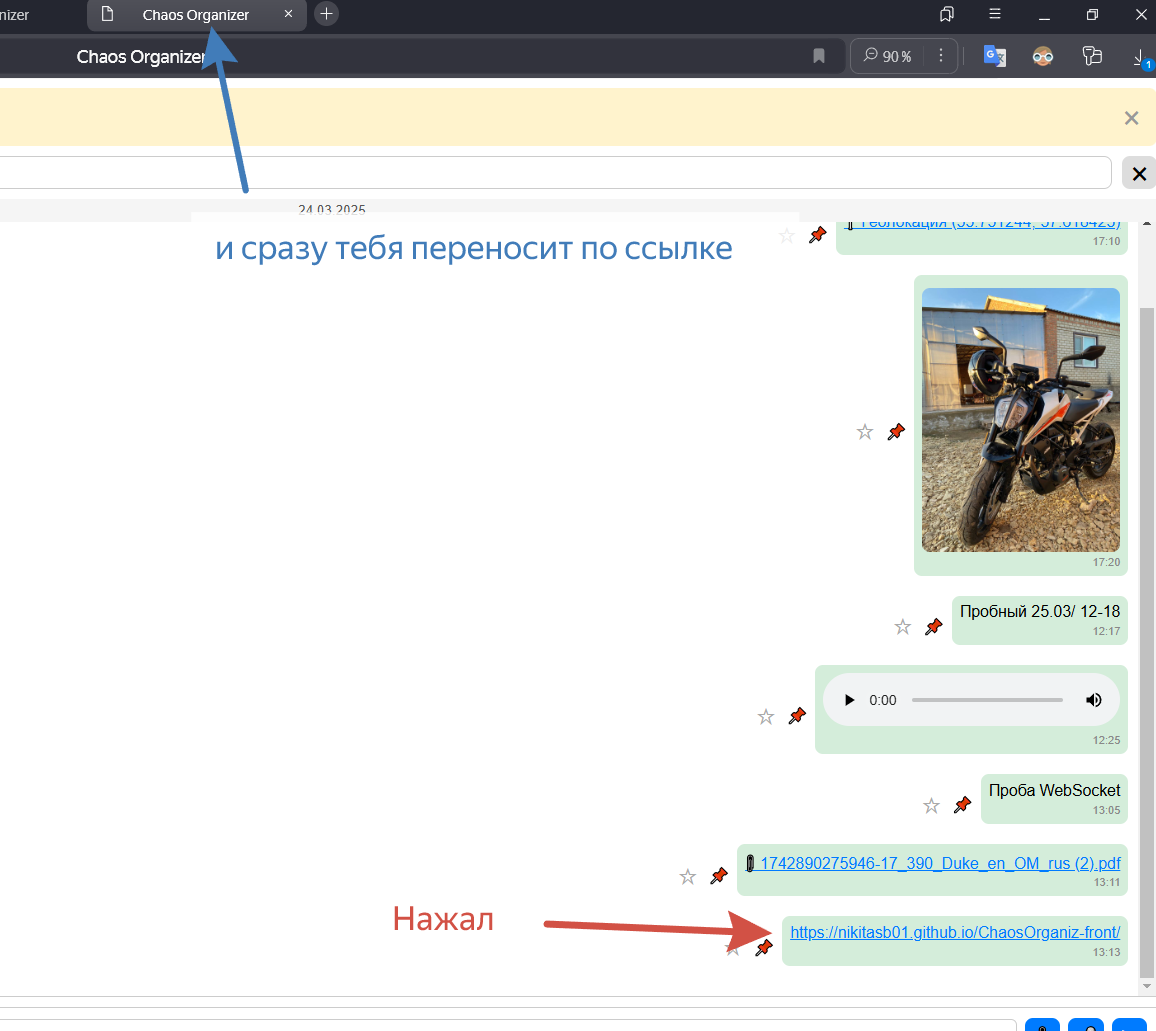 nizer
Chaos Organizer
Chaos Organizer
90 %
1
24.03.2025
и сразу тебя переносит по ссылке
Геолокация (55.751244, 37.618423)
17:10
17:20
Пробный 25.03/ 12-18
12:17
0:00
12:25
Проба WebSocket
13:05
1742890275946-17_390_Duke_en_OM_rus (2).pdf
13:11
Нажал
https://nikitasb01.github.io/ChaosOrganiz-front/
13:13